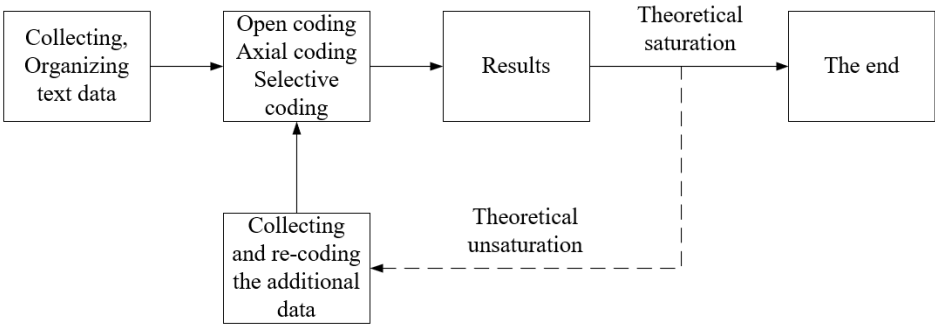 Collecting,
Organizing
text data
Open coding
Axial coding
Selective
coding
Results
Theoretical
saturation
The end
Collecting
and re-coding
the additional
data
Theoretical
unsaturation